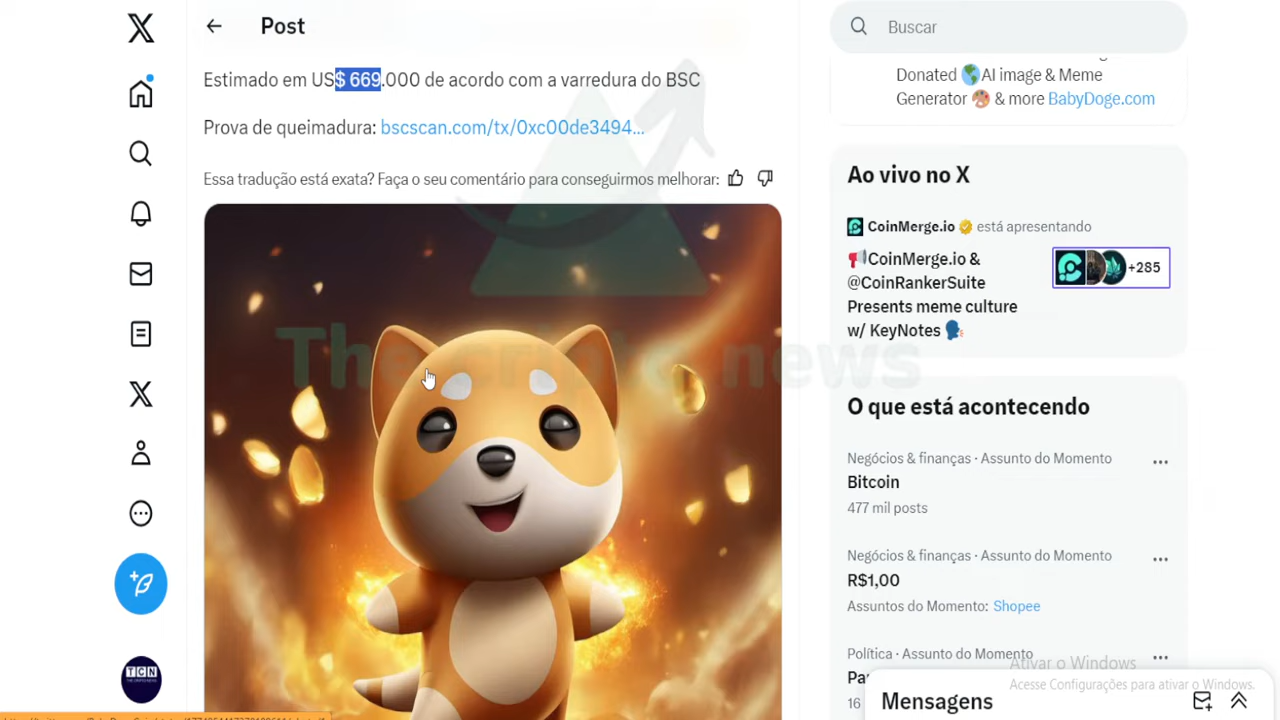 Post
Estimado em US$ 669.000 de acordo com a varredura do BSC
Prova de queimadura: bscscan.com/tx/0xc00de3494...
Essa tradução está exata? Faça o seu comentário para conseguirmos melhorar:
The cripto news
TCN
Buscar
Donated 🌎AI image & Meme
Generator 🎨 & more BabyDoge.com
Ao vivo no X
CoinMerge.io está apresentando
📢CoinMerge.io &
@CoinRankerSuite
Presents meme culture
w/ KeyNotes 🗣️
+285
O que está acontecendo
Negócios & finanças · Assunto do Momento
Bitcoin
477 mil posts
Negócios & finanças · Assunto do Momento
R$1,00
Assuntos do Momento: Shopee
Política · Assunto do Momento
16
Ativar o Windows
Acesse Configurações para ativar o Windows.
Mensagens